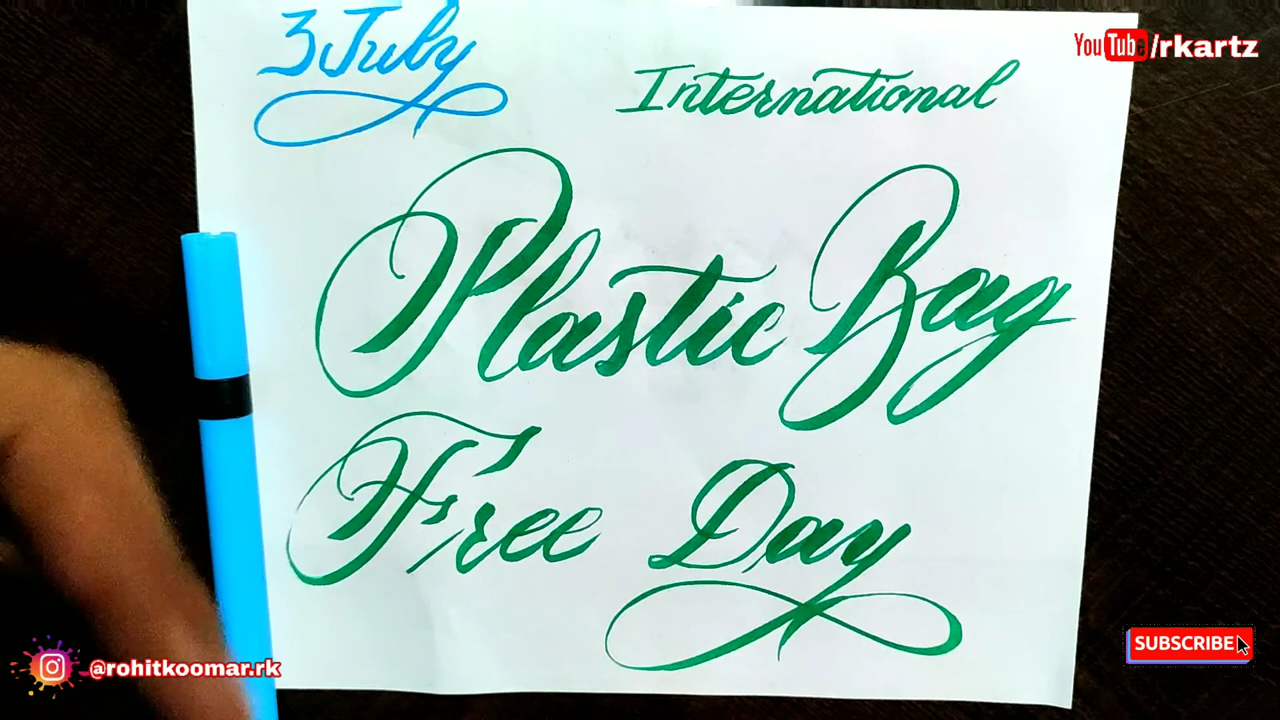 3 July
International
Plastic Bag
Free Day
YouTube/rkartz
SUBSCRIBE
@rohitkoomar.rk